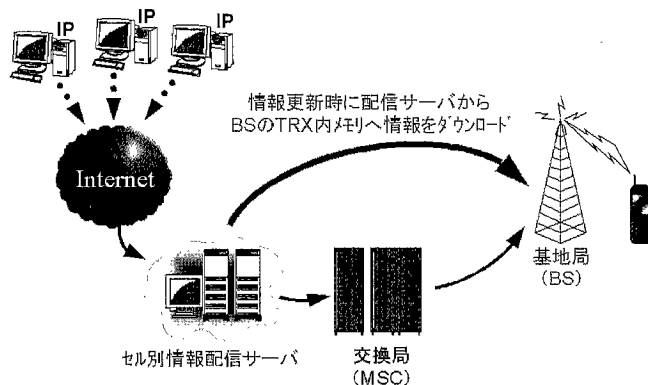 IP
IP
IP
情報更新時に配信サーバから
BSのTRX内メモリへ情報をダウンロード
Internet
基地局
(BS)
セル別情報配信サーバ
交換局
(MSC)